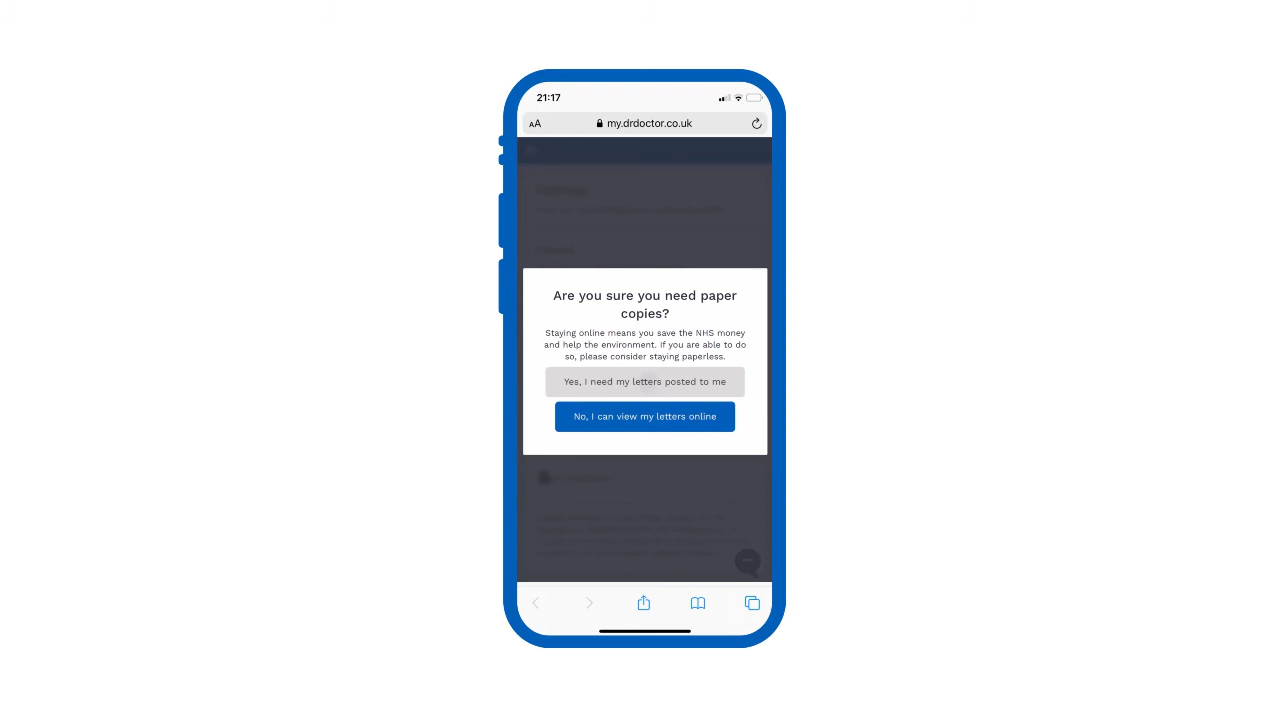 21:17
AA my.drdoctor.co.uk
Are you sure you need paper
copies?
Staying online means you save the NHS money
and help the environment. If you are able to do
so, please consider staying paperless.
Yes, I need my letters posted to me
No, I can view my letters online